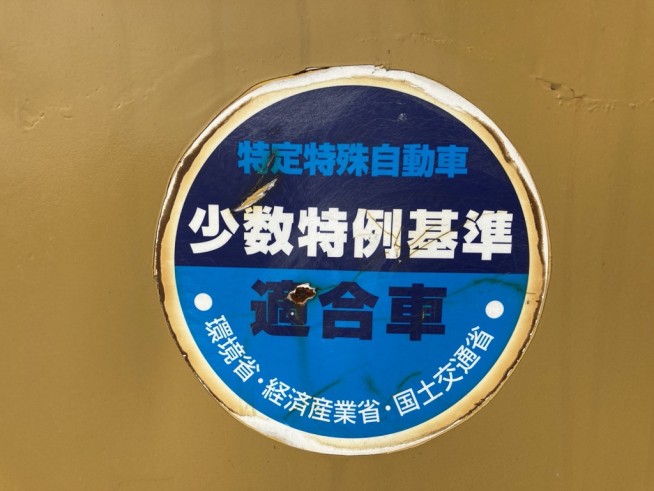 特定特殊自動車
少数特例基準
適合車
環境省・経済産業省・国土交通省